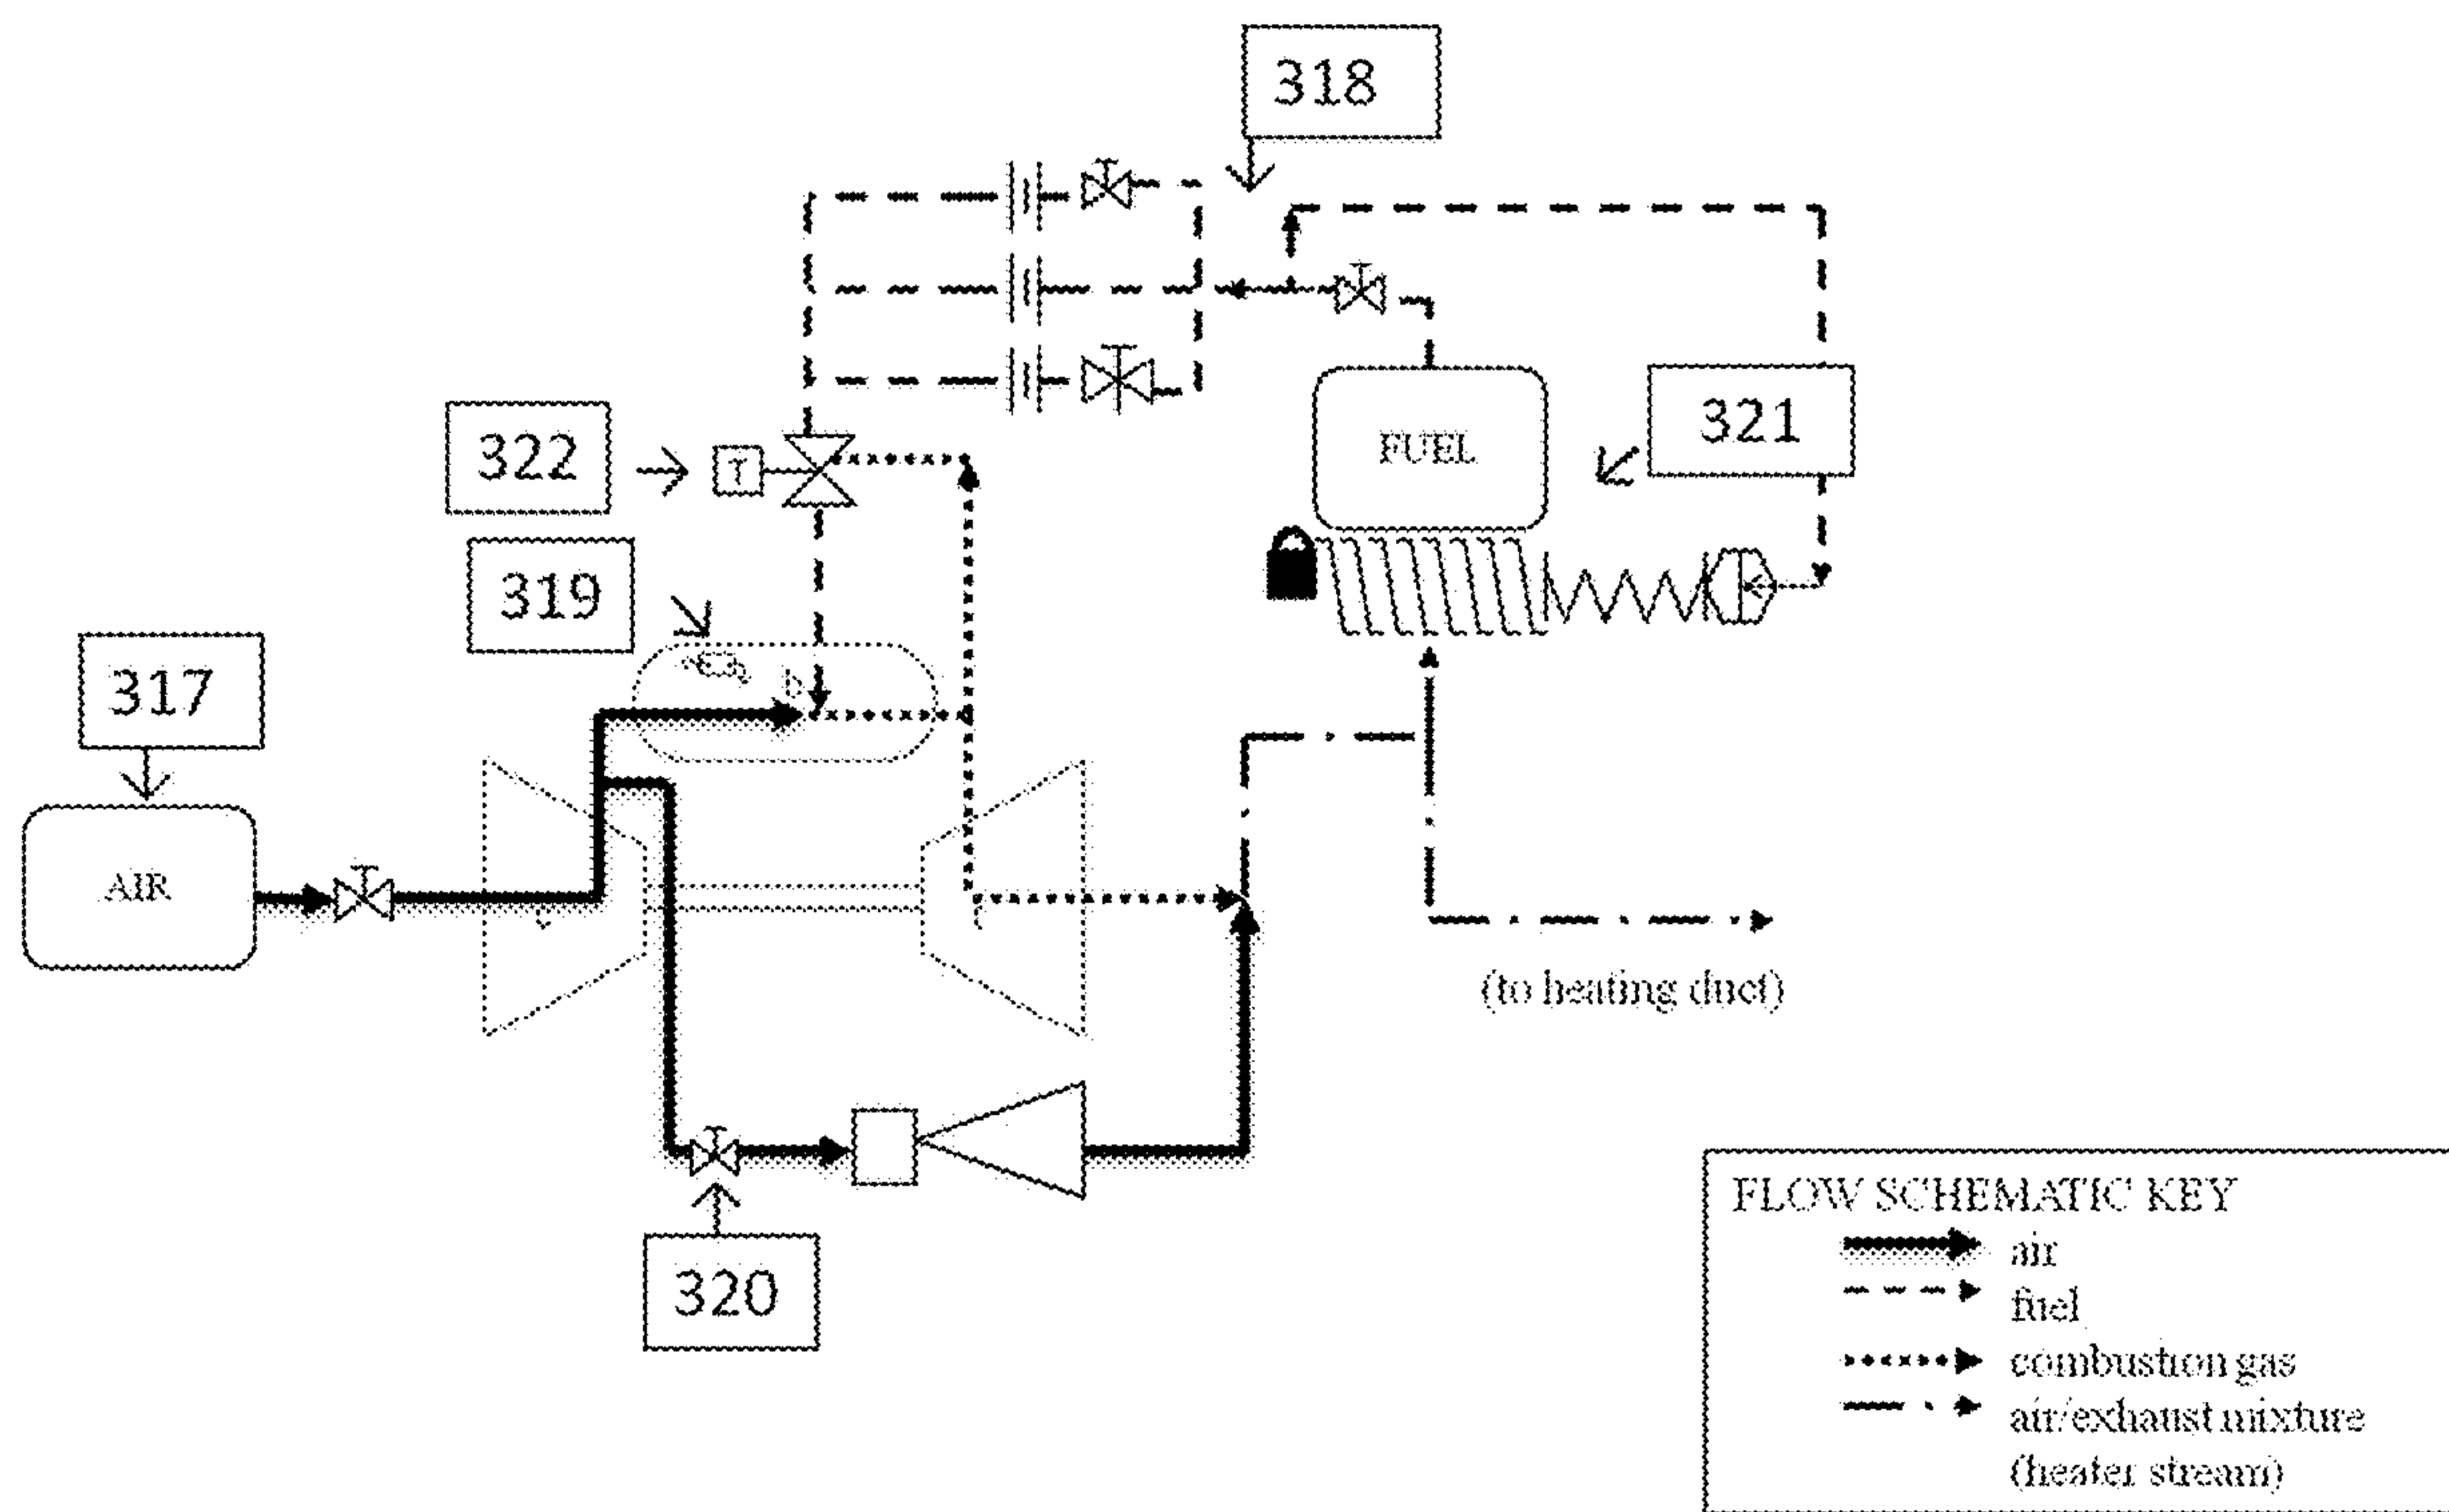 318
322
T
FUEL
321
319
317
AIR
(to heating duct)
320
FLOW SCHEMATIC KEY
air
fuel
combustion gas
air/exhaust mixture
(heater stream)